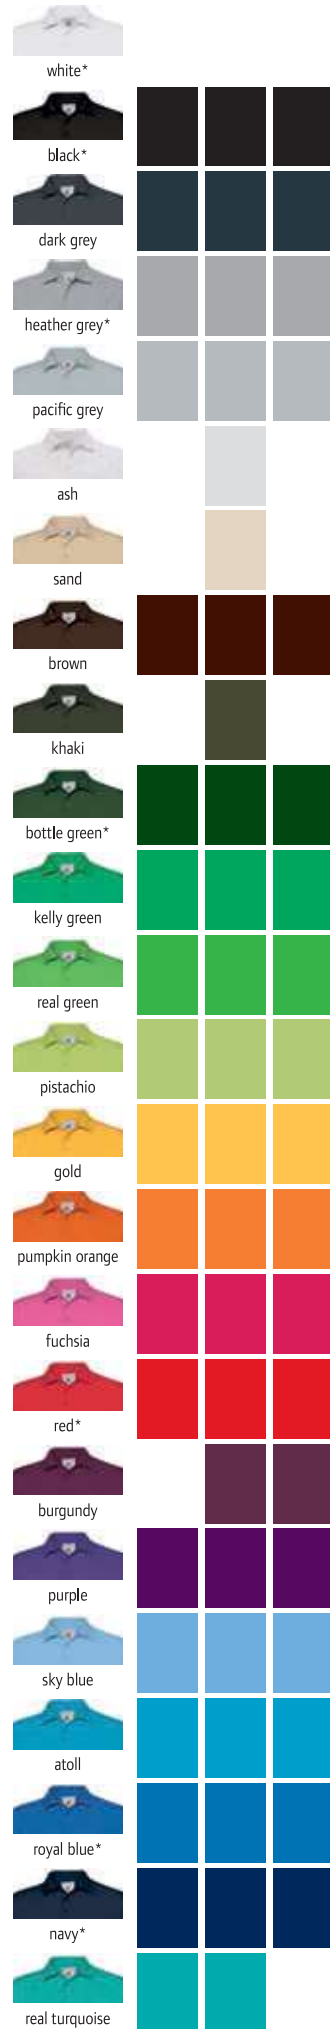 white*
black*
dark grey
heather grey*
pacific grey
ash
sand
brown
khaki
bottle green*
kelly green
real green
pistachio
gold
pumpkin orange
fuchsia
red*
burgundy
purple
sky blue
atoll
royal blue*
navy*
real turquoise